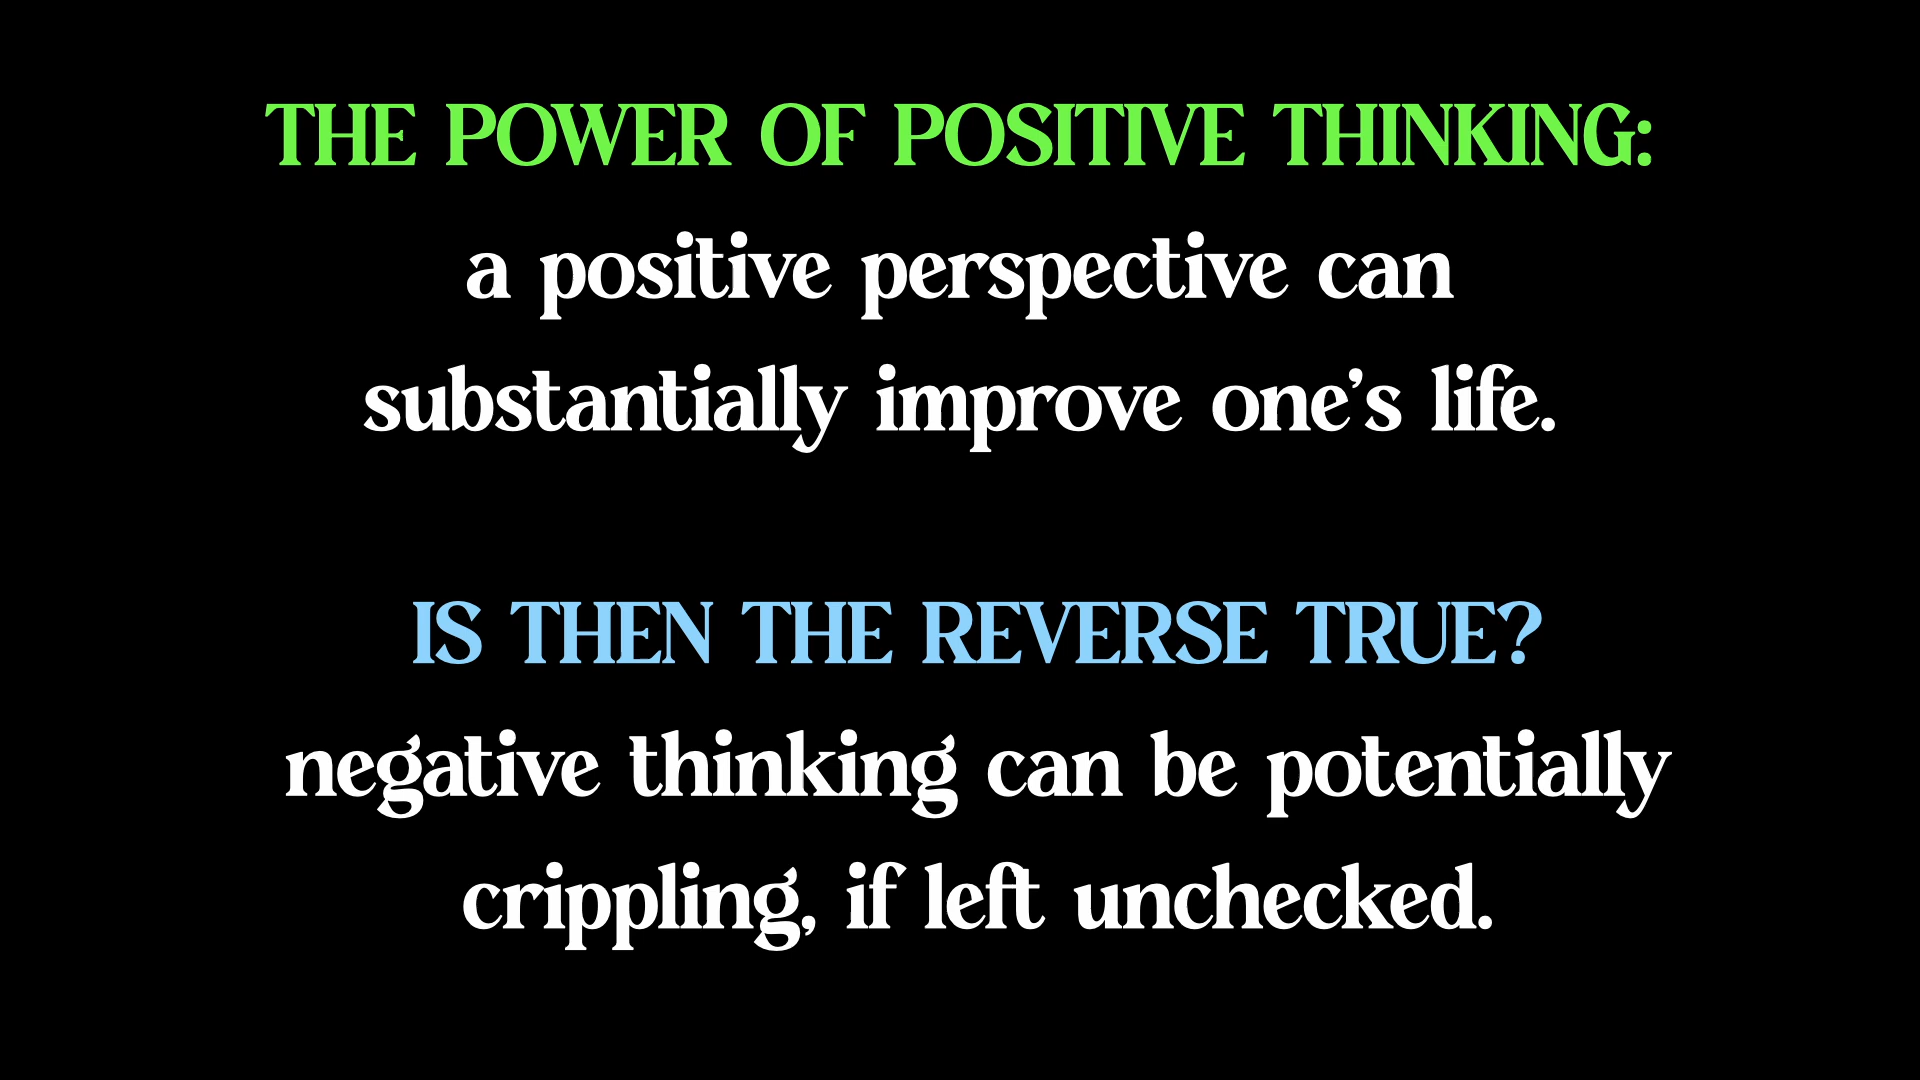 THE POWER OF POSITIVE THINKING:
a positive perspective can
substantially improve one’s life.
IS THEN THE REVERSE TRUE?
negative thinking can be potentially
crippling, if left unchecked.